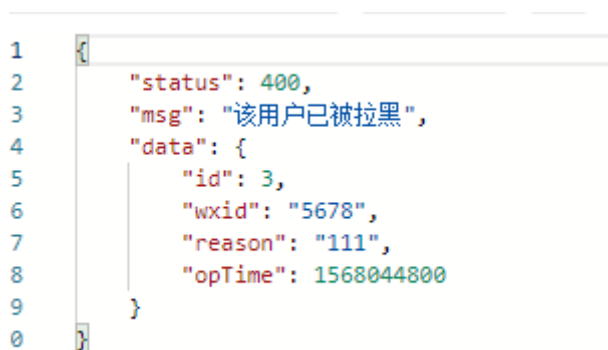 1 {
2 "status": 400,
3 "msg": "该用户已被拉黑",
4 "data": {
5 "id": 3,
6 "wxid": "5678",
7 "reason": "111",
8 "opTime": 1568044800
9 }
0 }